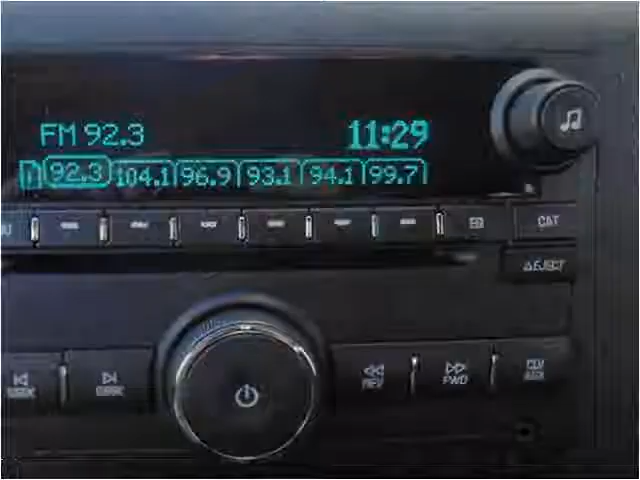 FM 92.3 11:29
1 92.3 104.1 96.9 93.1 94.1 99.7
CAT
EJECT
SEEK SEEK REV FWD
AUX